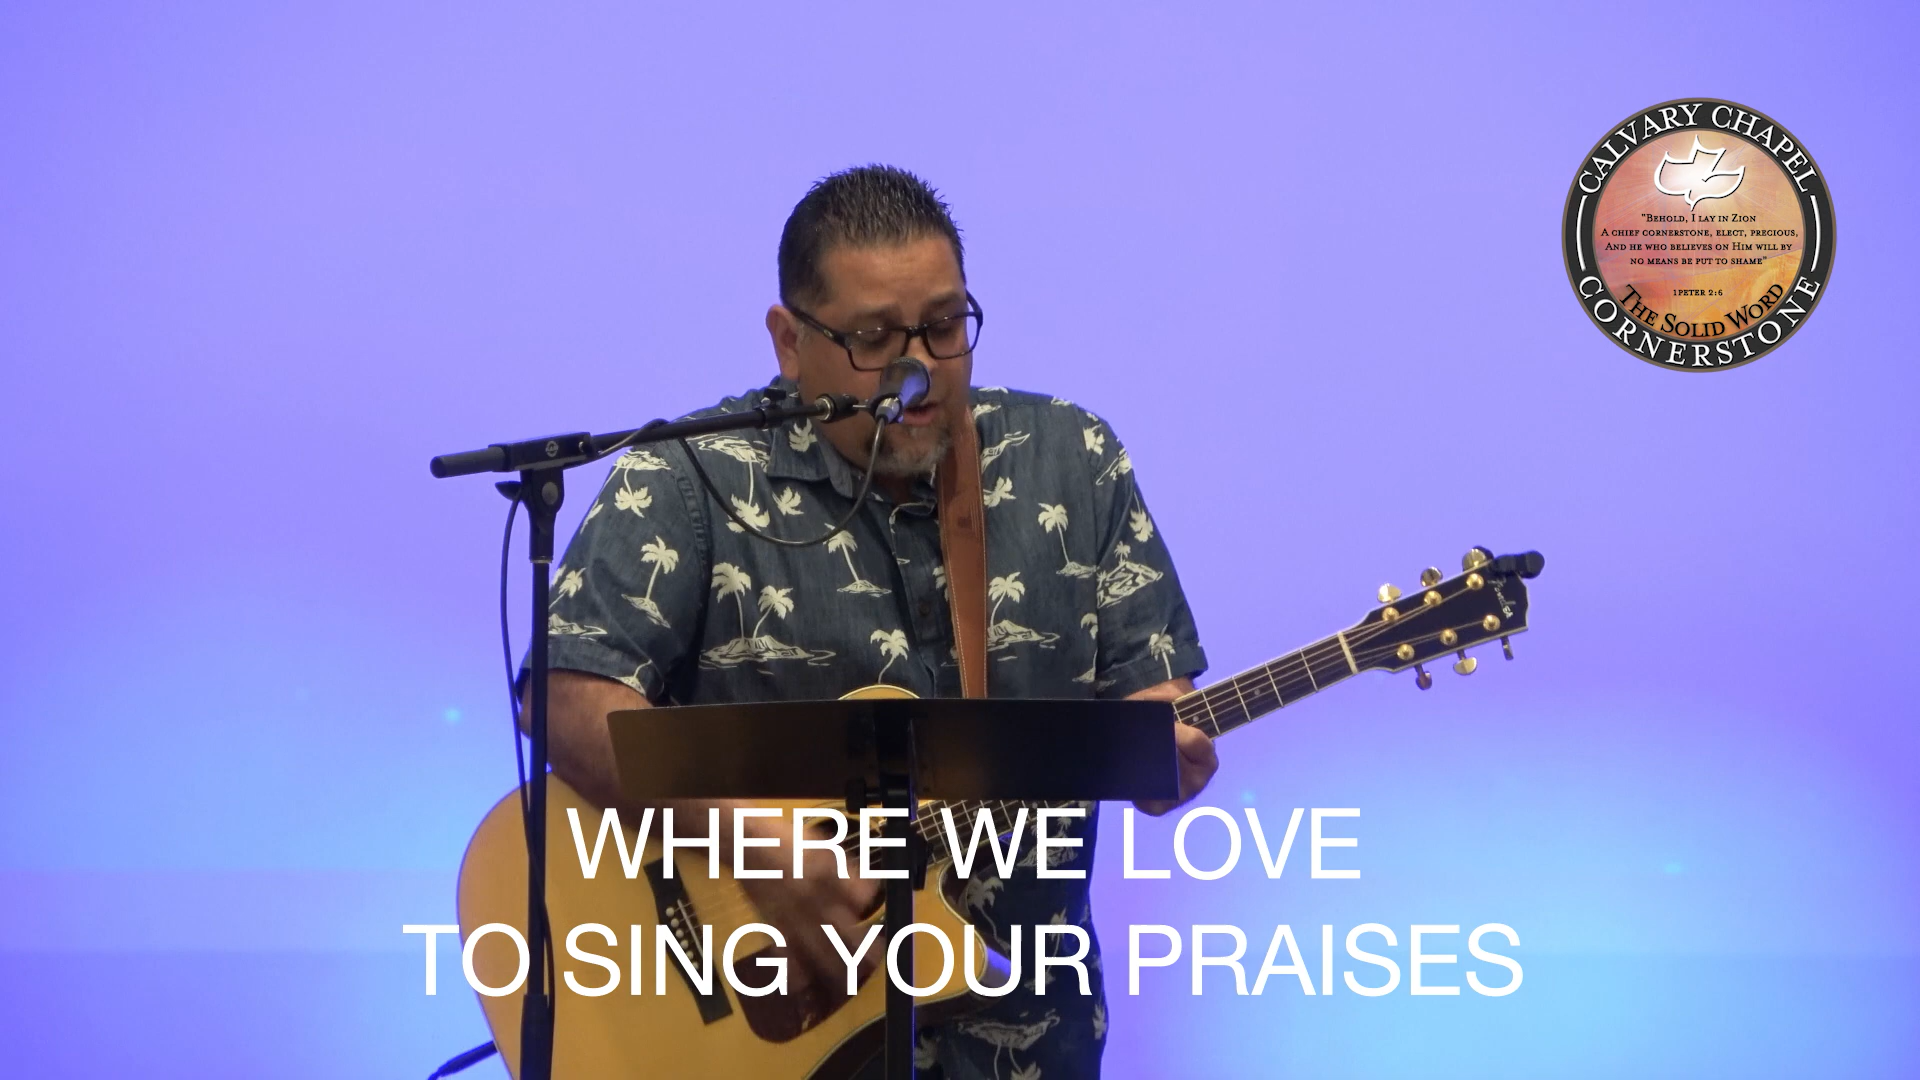 CALVARY CHAPEL
"BEHOLD, I LAY IN ZION
A CHIEF CORNERSTONE, ELECT, PRECIOUS,
AND HE WHO BELIEVES ON HIM WILL BY
NO MEANS BE PUT TO SHAME"
1PETER 2:6
THE SOLID WORD
CORNERSTONE
WHERE WE LOVE
TO SING YOUR PRAISES